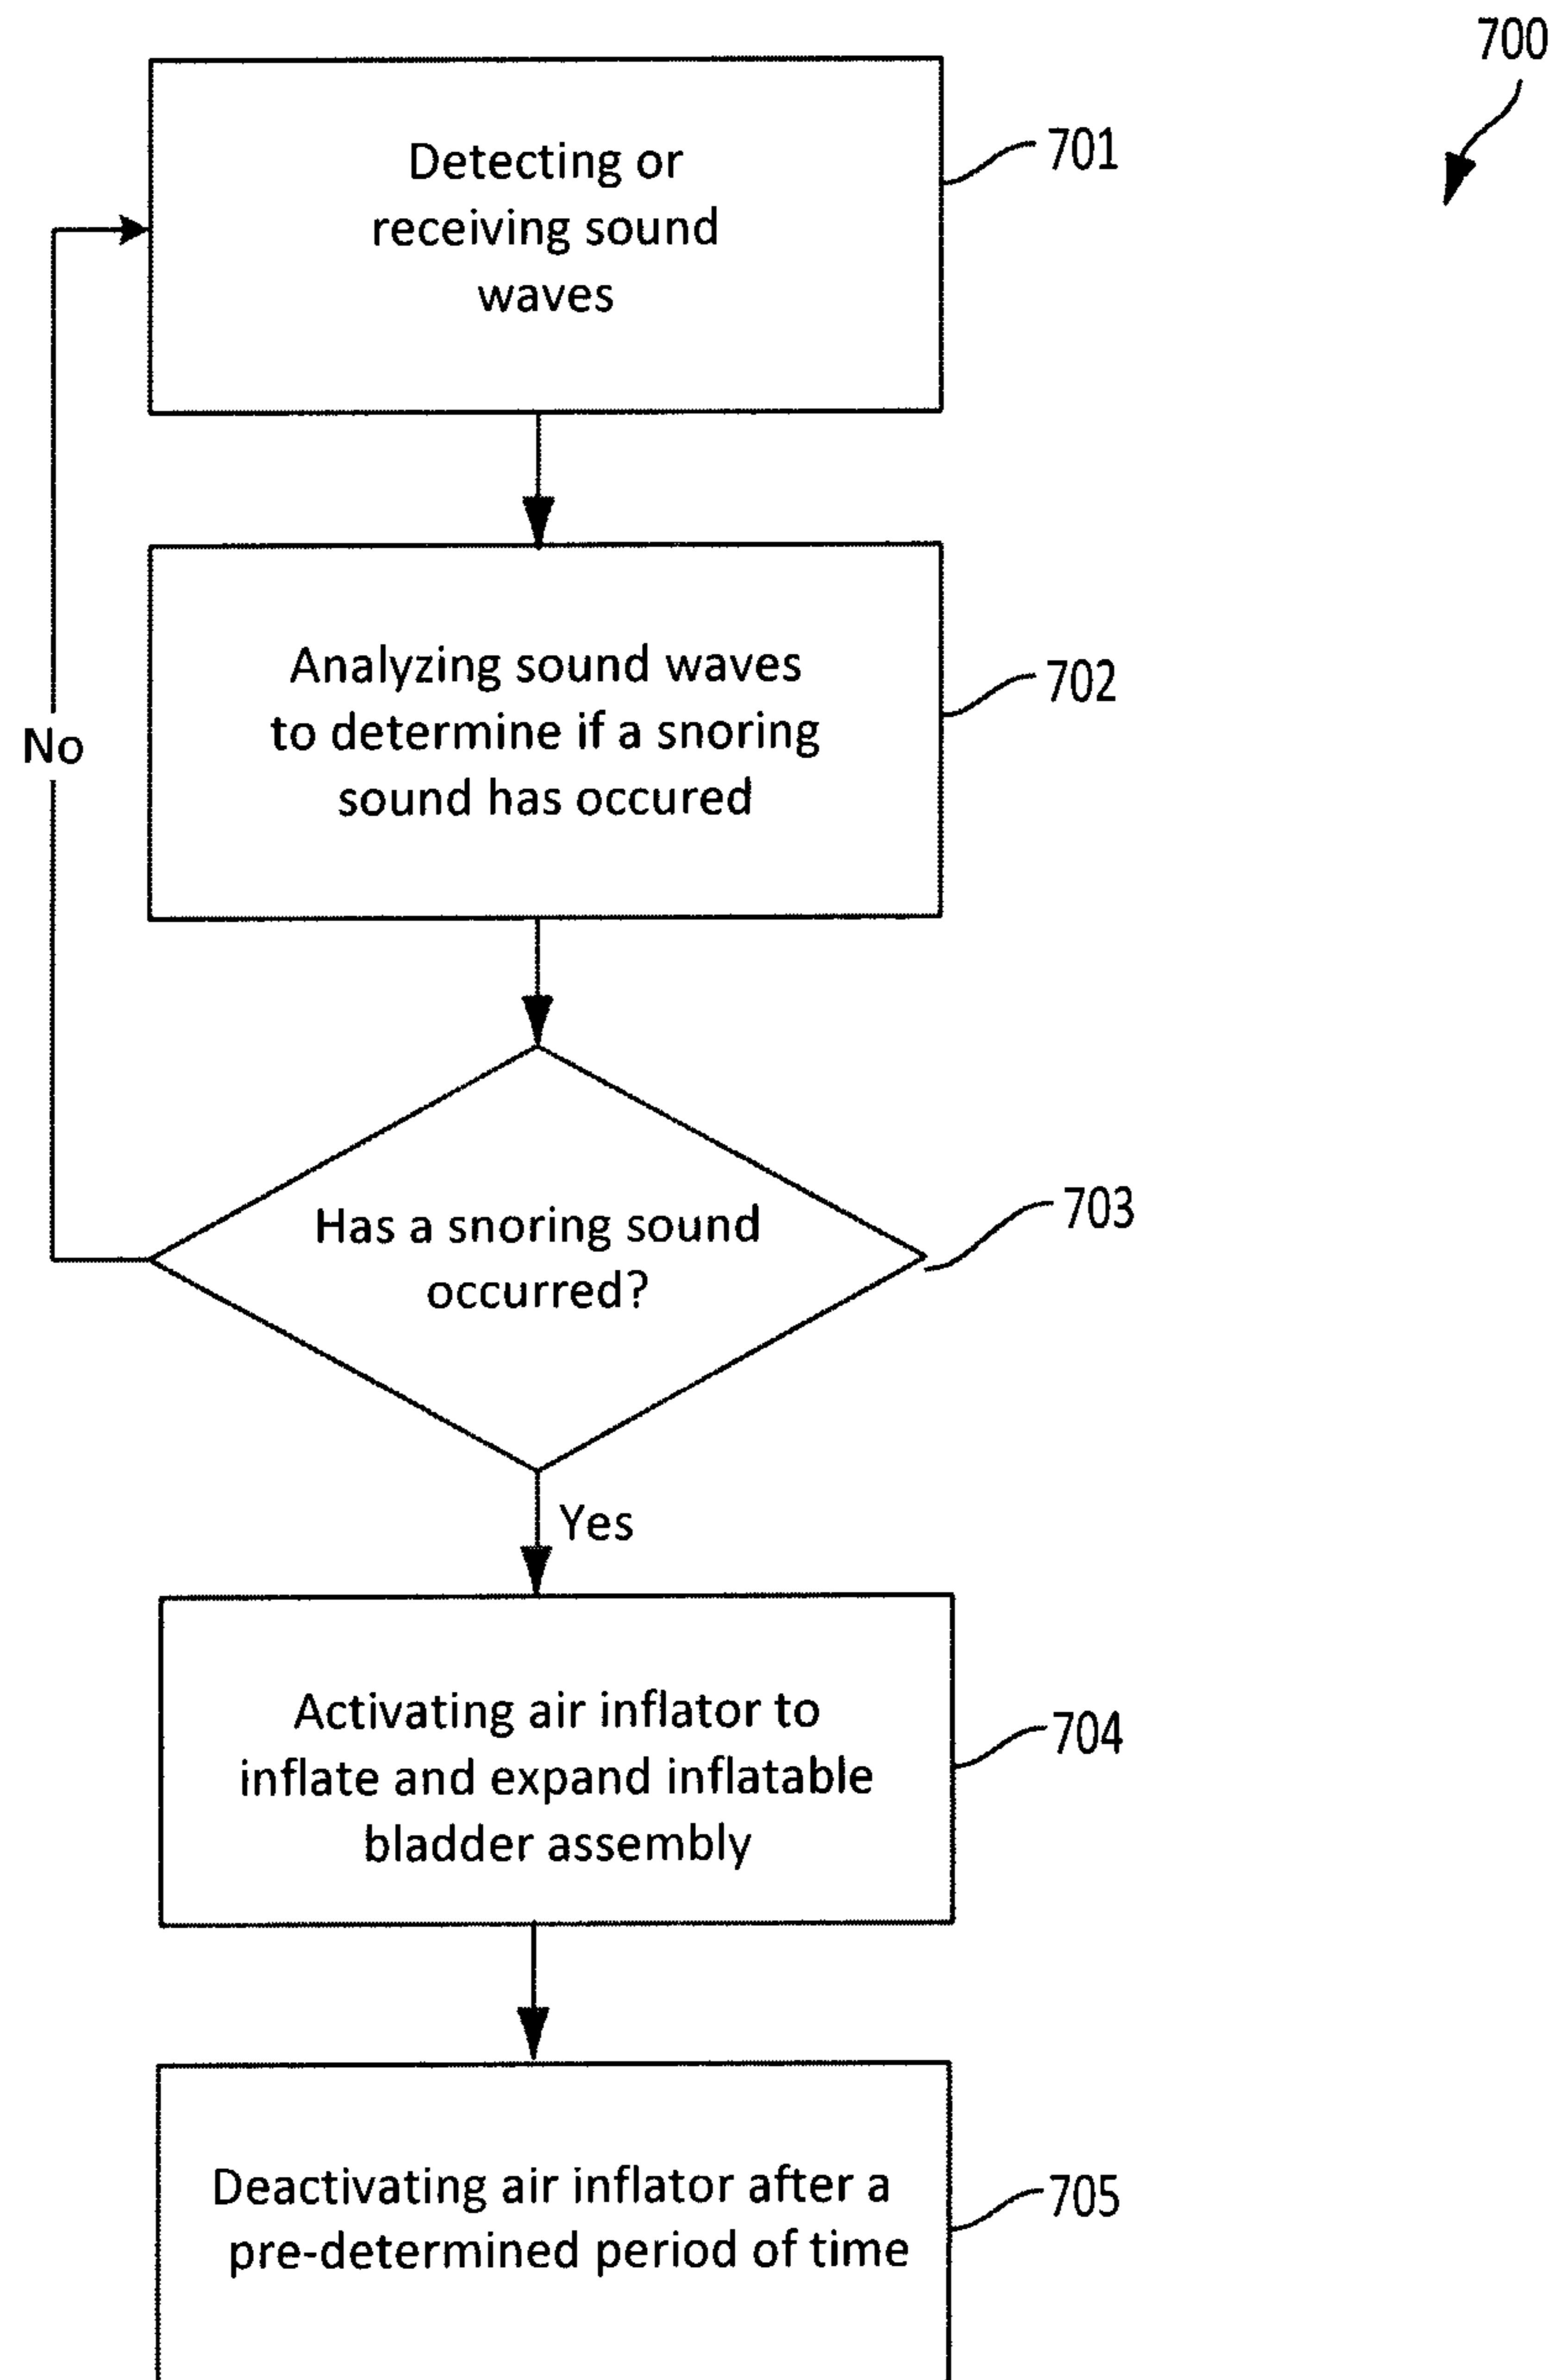 700
Detecting or
receiving sound
waves
701
Analyzing sound waves
to determine if a snoring
sound has occured
702
No
Has a snoring sound
occurred?
703
Yes
Activating air inflator to
inflate and expand inflatable
bladder assembly
704
Deactivating air inflator after a
pre-determined period of time
705